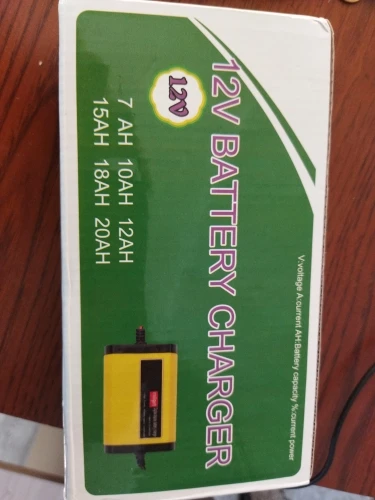 V:voltage A:current AH:Battery capacity %:current power
12V BATTERY CHARGER
12V
7 AH 10AH 12AH
15AH 18AH 20AH